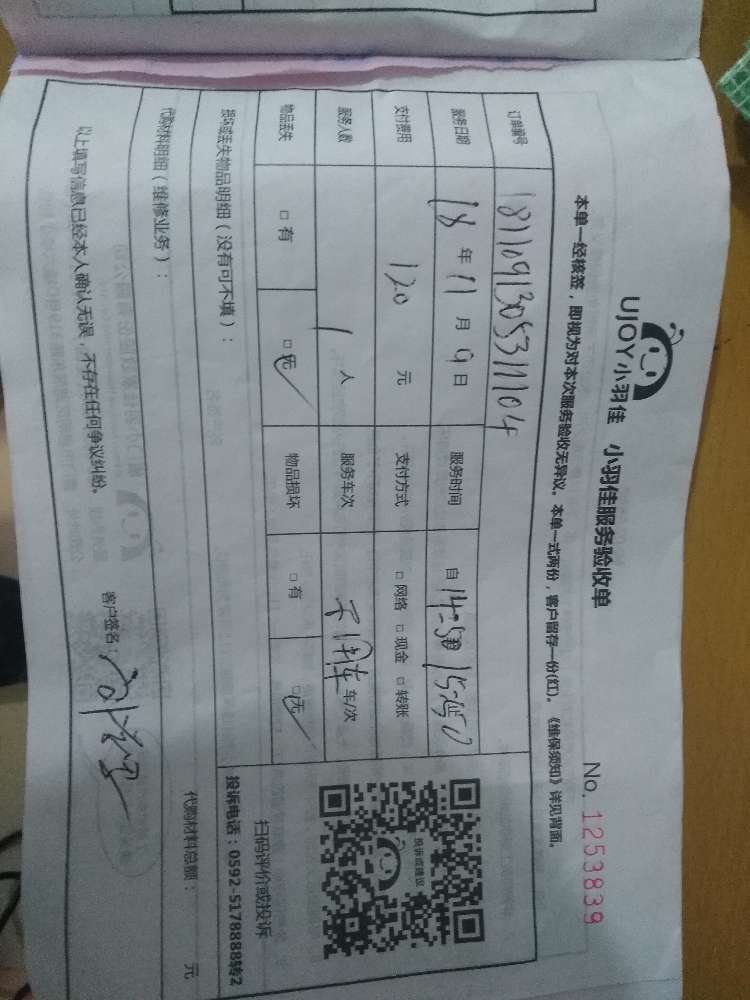 UJOY小羽佳 小羽佳服务验收单 No. 1253839
本单一经核签，即视为对本次服务验收无异议。本单一式两份，客户留存一份(红)。《维保须知》详见背面。
订单编号 18110913053111104
服务日期 18 年 11 月 9 日 服务时间 自 14:50 15:50
支付费用 120 元 支付方式 □ 网络 □ 现金 □ 转账
服务人数 1 人 服务车次 车/次
物品丢失 □ 有 □ 无 物品损坏 □ 有 □ 无
投诉或建议
扫码评价或投诉
投诉电话：0592-5178888转2
损坏或丢失物品明细（没有可不填）：
代购材料明细（维修业务）： 代购材料总额： 元
以上填写信息已经本人确认无误，不存在任何争议纠纷。
客户签名：